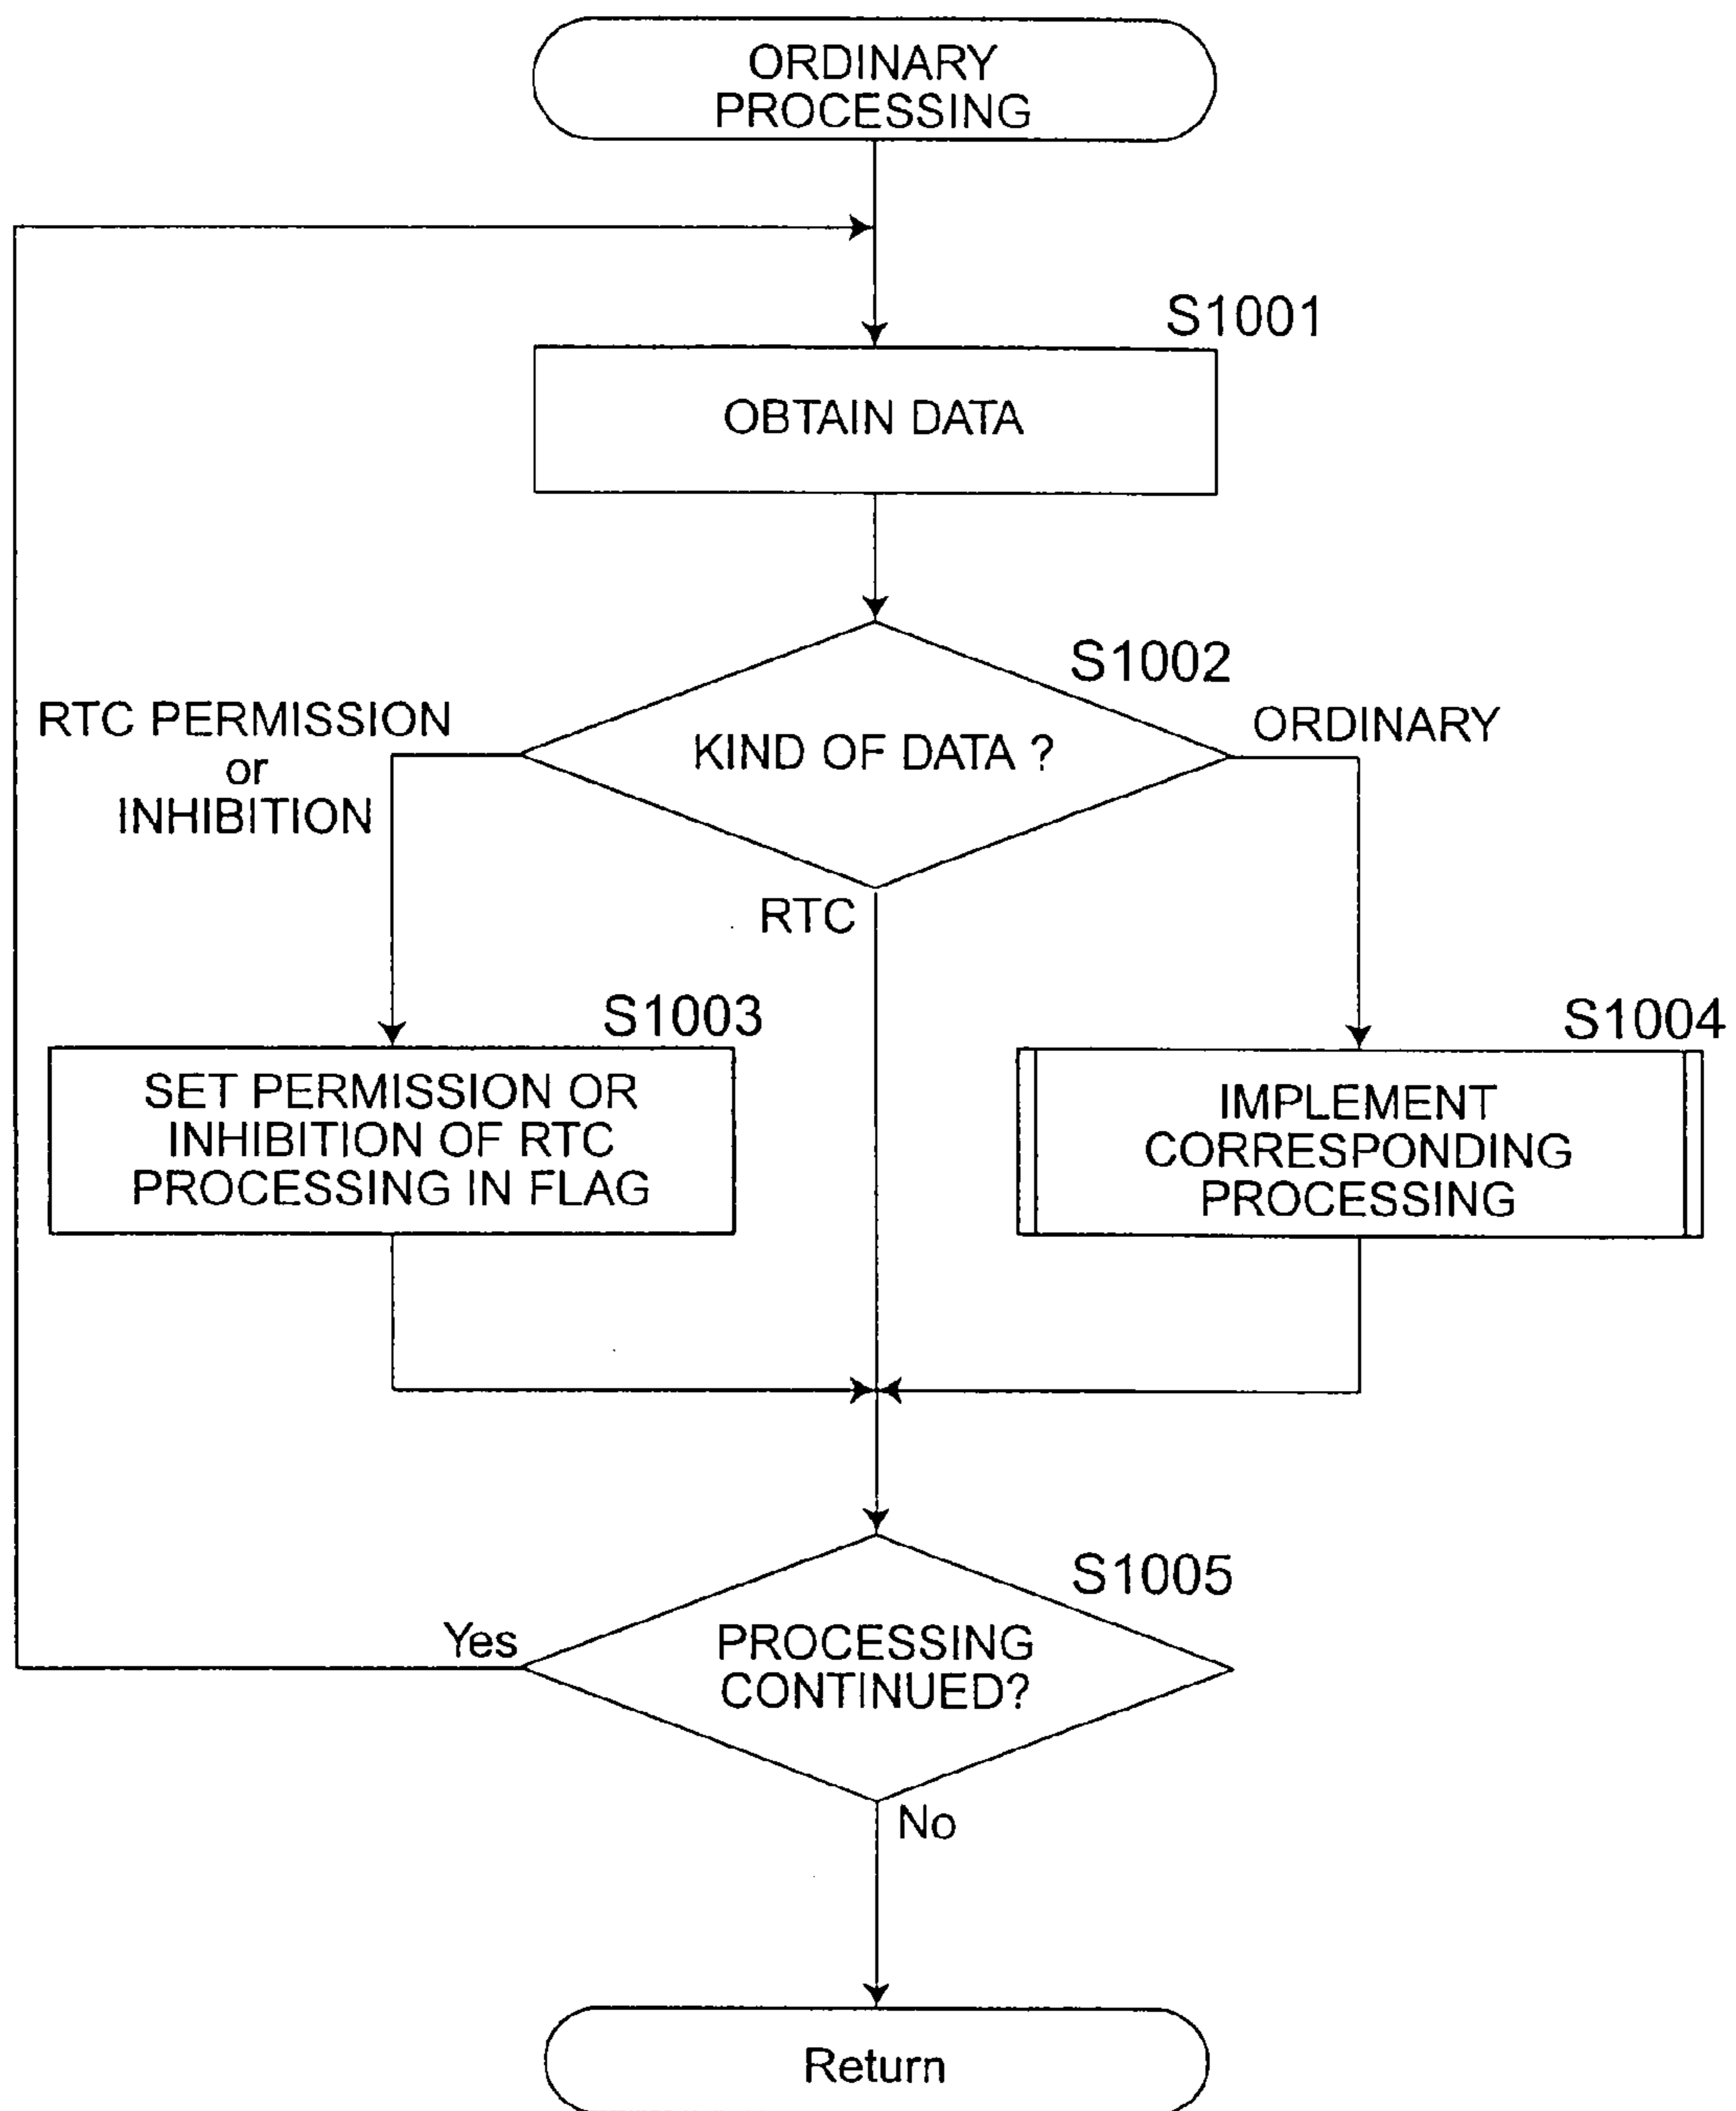 ORDINARY
PROCESSING
S1001
OBTAIN DATA
S1002
RTC PERMISSION
or
INHIBITION
KIND OF DATA ?
ORDINARY
RTC
S1003
SET PERMISSION OR
INHIBITION OF RTC
PROCESSING IN FLAG
S1004
IMPLEMENT
CORRESPONDING
PROCESSING
S1005
Yes
PROCESSING
CONTINUED?
No
Return